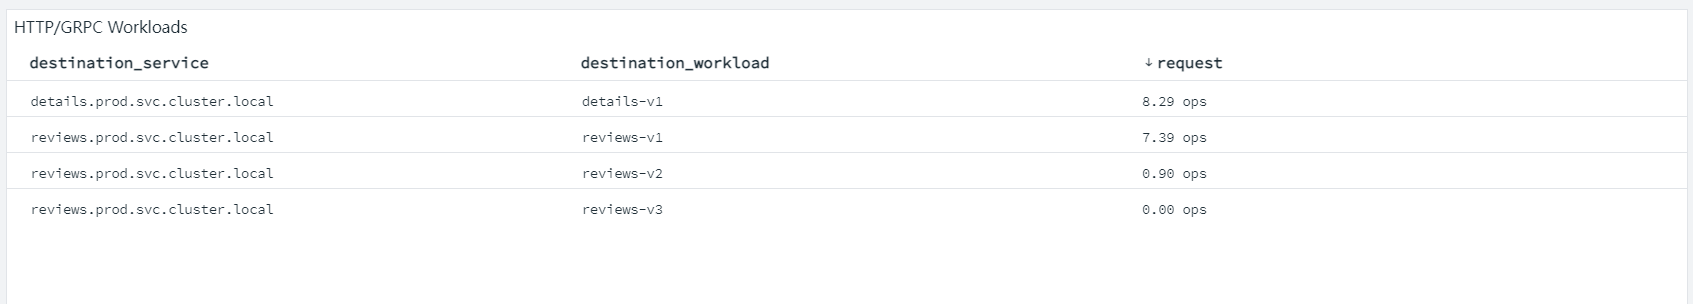 HTTP/GRPC Workloads
destination_service destination_workload ↓ request
details.prod.svc.cluster.local details-v1 8.29 ops
reviews.prod.svc.cluster.local reviews-v1 7.39 ops
reviews.prod.svc.cluster.local reviews-v2 0.90 ops
reviews.prod.svc.cluster.local reviews-v3 0.00 ops